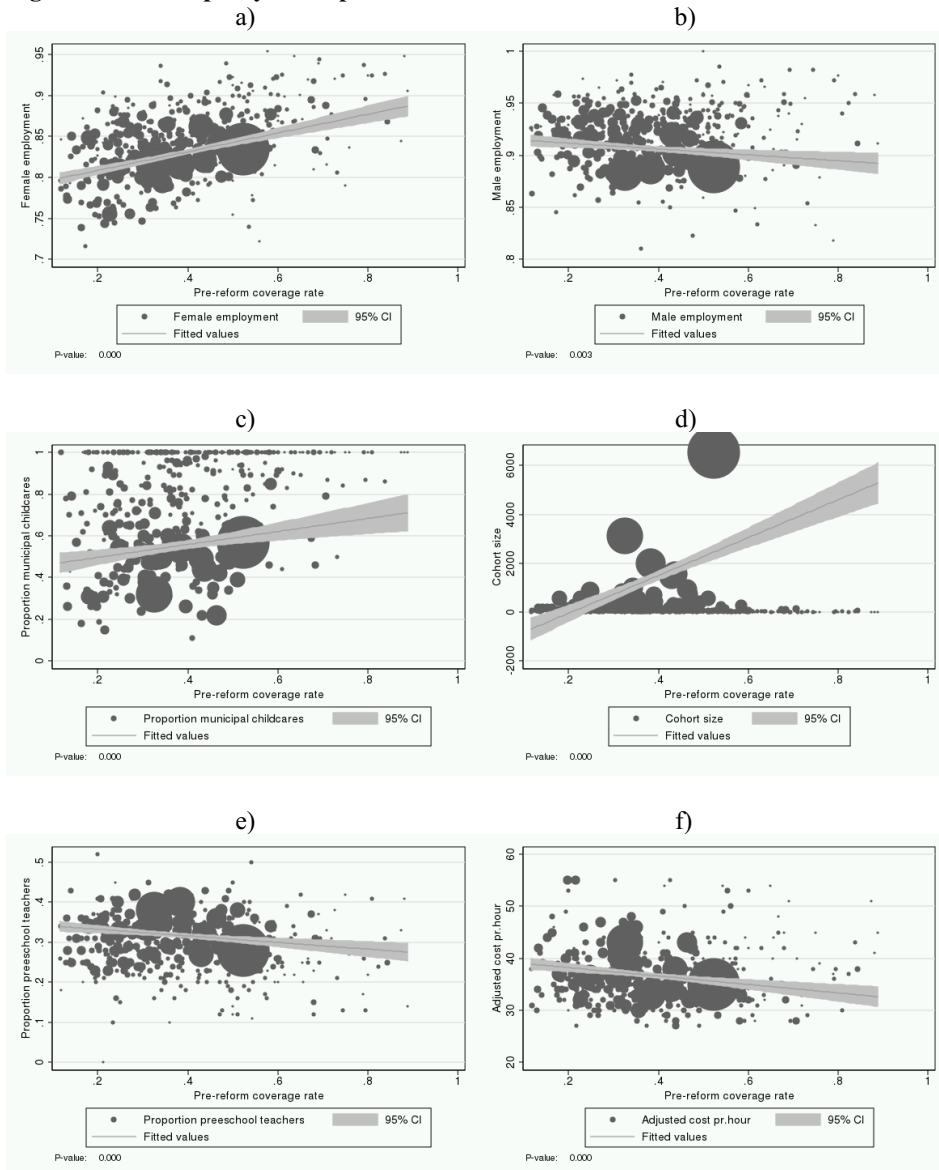 a)
b)
.95
.9
.85
.8
.75
.7
Female employment
.2 .4 .6 .8 1
Pre-reform coverage rate
Female employment 95% CI
Fitted values
P-value: 0.000
1
.95
.9
.85
.8
Male employment
.2 .4 .6 .8 1
Pre-reform coverage rate
Male employment 95% CI
Fitted values
P-value: 0.003
c)
d)
1
.8
.6
.4
.2
0
Proportion municipal childcares
.2 .4 .6 .8 1
Pre-reform coverage rate
Proportion municipal childcares 95% CI
Fitted values
P-value: 0.000
6000
4000
2000
0
-2000
Cohort size
.2 .4 .6 .8 1
Pre-reform coverage rate
Cohort size 95% CI
Fitted values
P-value: 0.000
e)
f)
.5
.4
.3
.2
.1
0
Proportion preeschool teachers
.2 .4 .6 .8 1
Pre-reform coverage rate
Proportion preeschool teachers 95% CI
Fitted values
P-value: 0.000
60
50
40
30
20
Adjusted cost pr.hour
.2 .4 .6 .8 1
Pre-reform coverage rate
Adjusted cost pr.hour 95% CI
Fitted values
P-value: 0.000